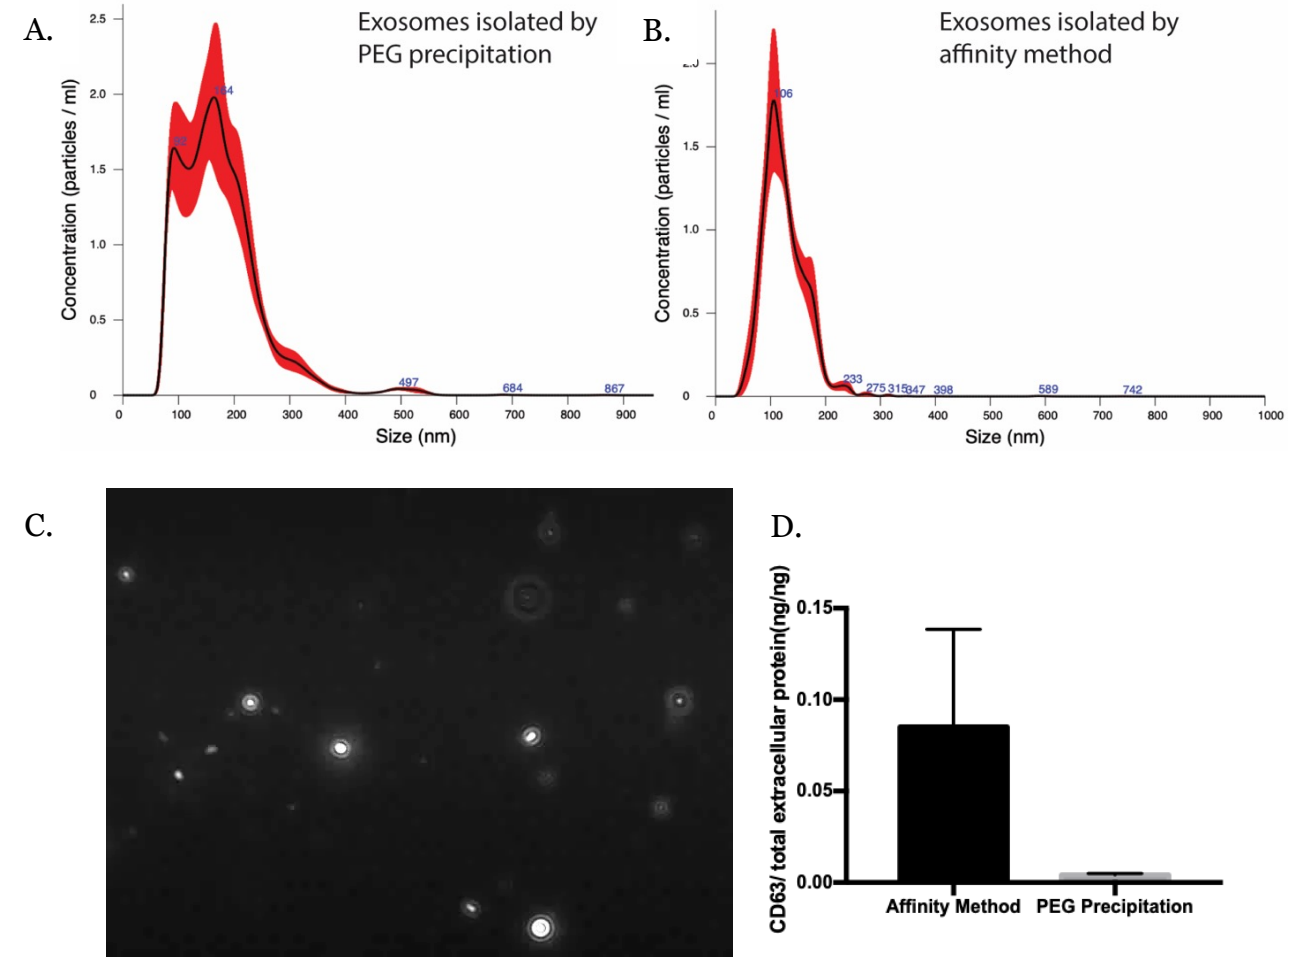 A.
Exosomes isolated by
PEG precipitation
Concentration (particles / ml)
2.5
2.0
1.5
1.0
0.5
0
164
497
684
867
0 100 200 300 400 500 600 700 800 900
Size (nm)
B.
Exosomes isolated by
affinity method
Concentration (particles / ml)
2.0
1.5
1.0
0.5
0
106
233
275
315
347
398
589
742
0 100 200 300 400 500 600 700 800 900 1000
Size (nm)
C.
D.
CD63/ total extracellular protein(ng/ng)
0.15
0.10
0.05
0.00
Affinity Method PEG Precipitation